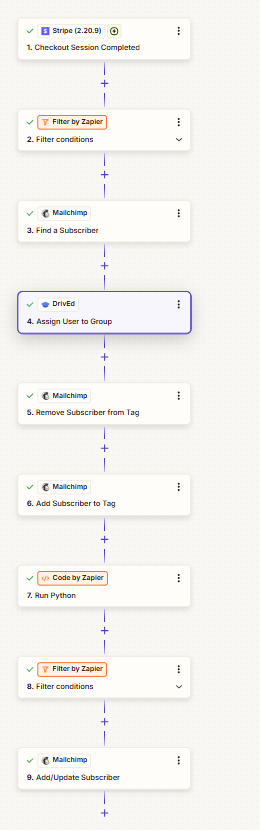 Stripe (2.20.9)
1. Checkout Session Completed
Filter by Zapier
2. Filter conditions
Mailchimp
3. Find a Subscriber
DrivEd
4. Assign User to Group
Mailchimp
5. Remove Subscriber from Tag
Mailchimp
6. Add Subscriber to Tag
Code by Zapier
7. Run Python
Filter by Zapier
8. Filter conditions
Mailchimp
9. Add/Update Subscriber